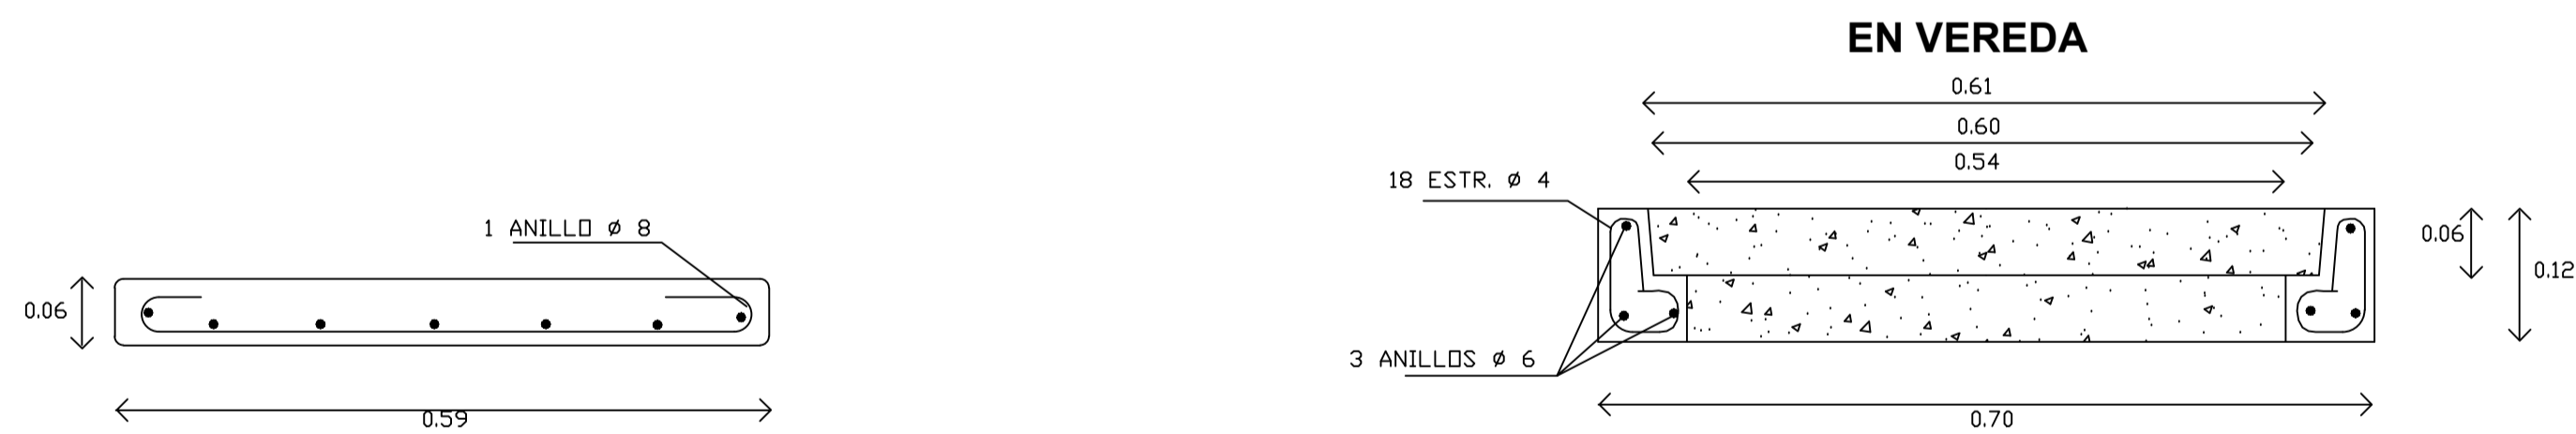 EN VEREDA
0.61
0.60
0.54
18 ESTR. Ø 4
1 ANILLO Ø 8
0.06
0.06
0.12
3 ANILLOS Ø 6
0.59
0.70